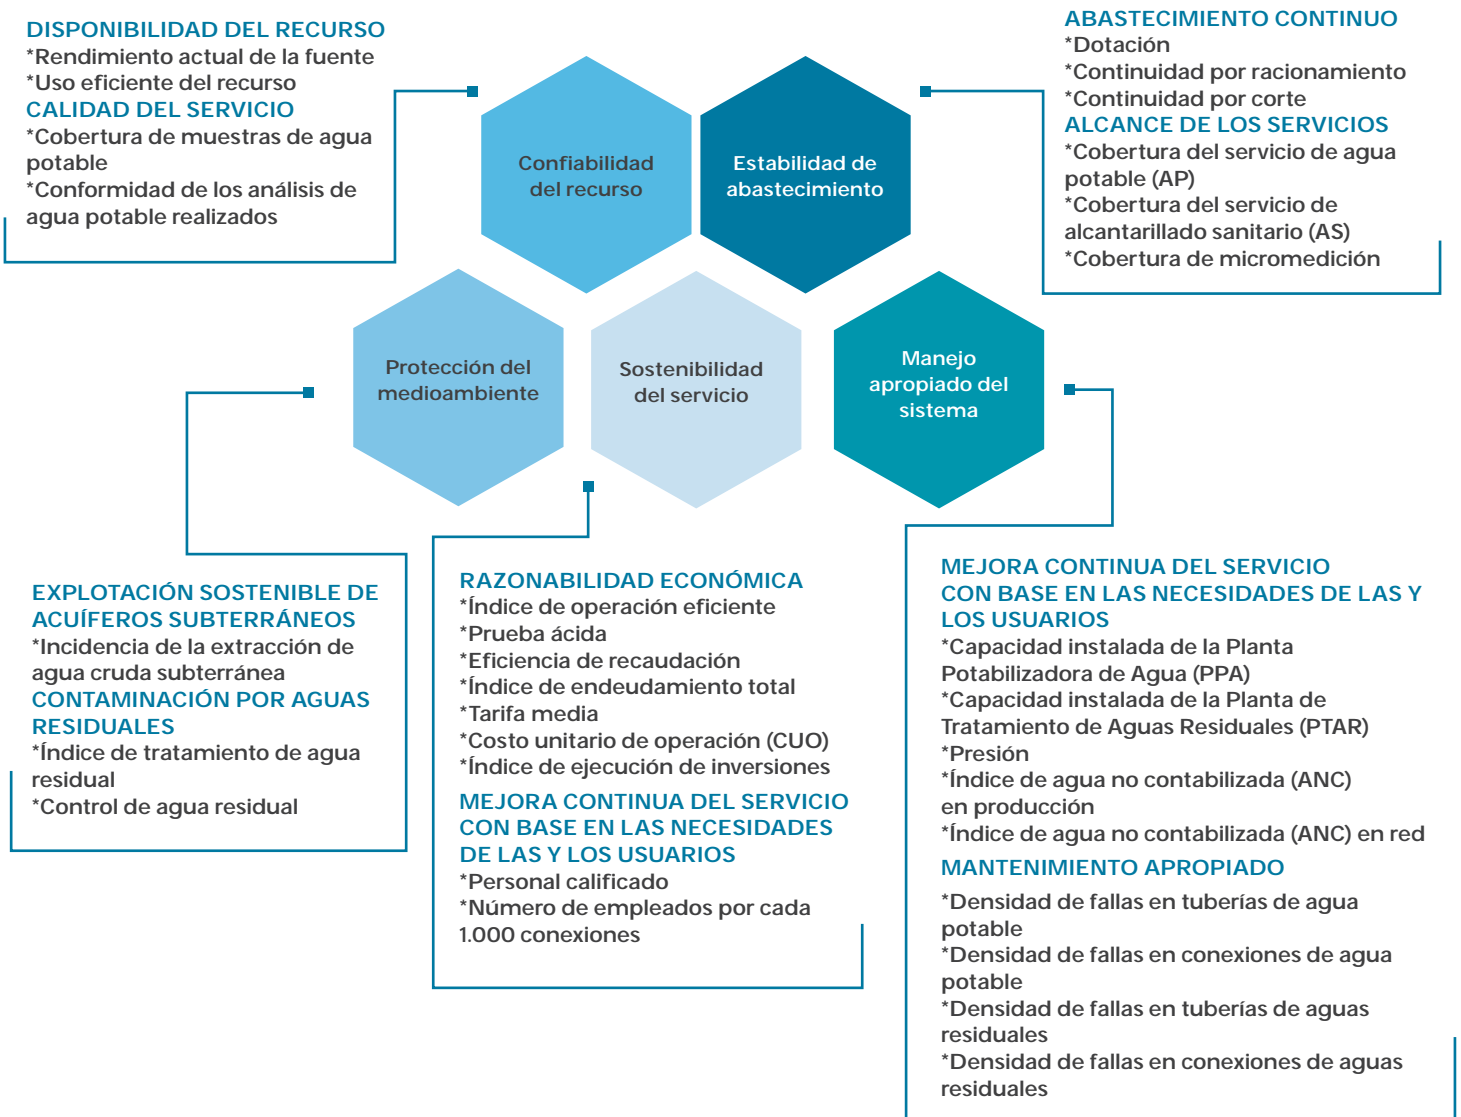 DISPONIBILIDAD DEL RECURSO
*Rendimiento actual de la fuente
*Uso eficiente del recurso
CALIDAD DEL SERVICIO
*Cobertura de muestras de agua
potable
*Conformidad de los análisis de
agua potable realizados
Confiabilidad
del recurso
Estabilidad de
abastecimiento
ABASTECIMIENTO CONTINUO
*Dotación
*Continuidad por racionamiento
*Continuidad por corte
ALCANCE DE LOS SERVICIOS
*Cobertura del servicio de agua
potable (AP)
*Cobertura del servicio de
alcantarillado sanitario (AS)
*Cobertura de micromedición
Protección del
medioambiente
Sostenibilidad
del servicio
Manejo
apropiado del
sistema
EXPLOTACIÓN SOSTENIBLE DE
ACUÍFEROS SUBTERRÁNEOS
*Incidencia de la extracción de
agua cruda subterránea
CONTAMINACIÓN POR AGUAS
RESIDUALES
*Índice de tratamiento de agua
residual
*Control de agua residual
RAZONABILIDAD ECONÓMICA
*Índice de operación eficiente
*Prueba ácida
*Eficiencia de recaudación
*Índice de endeudamiento total
*Tarifa media
*Costo unitario de operación (CUO)
*Índice de ejecución de inversiones
MEJORA CONTINUA DEL SERVICIO
CON BASE EN LAS NECESIDADES
DE LAS Y LOS USUARIOS
*Personal calificado
*Número de empleados por cada
1.000 conexiones
MEJORA CONTINUA DEL SERVICIO
CON BASE EN LAS NECESIDADES DE LAS Y
LOS USUARIOS
*Capacidad instalada de la Planta
Potabilizadora de Agua (PPA)
*Capacidad instalada de la Planta de
Tratamiento de Aguas Residuales (PTAR)
*Presión
*Índice de agua no contabilizada (ANC)
en producción
*Índice de agua no contabilizada (ANC) en red
MANTENIMIENTO APROPIADO
*Densidad de fallas en tuberías de agua
potable
*Densidad de fallas en conexiones de agua
potable
*Densidad de fallas en tuberías de aguas
residuales
*Densidad de fallas en conexiones de aguas
residuales